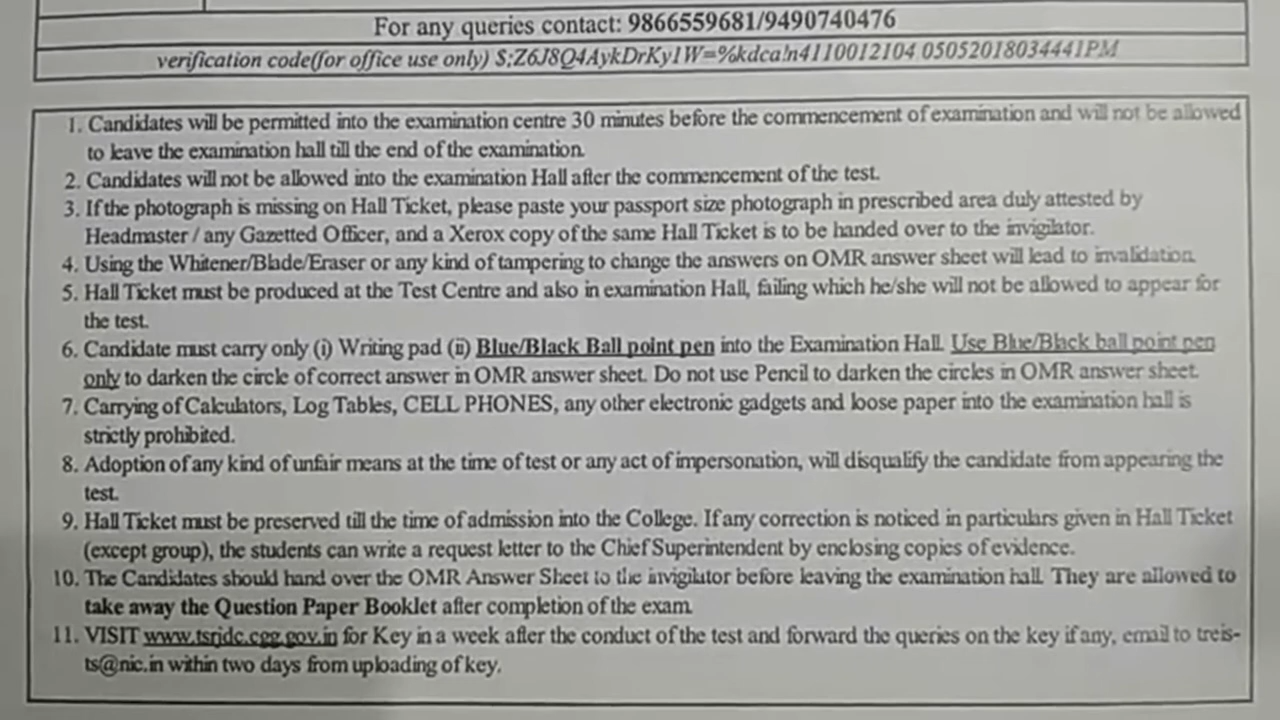 For any queries contact: 9866559681/9490740476
verification code(for office use only) $;Z6J8Q4AykDrKy1W=%kdca!n4110012104 05052018034441PM
1. Candidates will be permitted into the examination centre 30 minutes before the commencement of examination and will not be allowed
to leave the examination hall till the end of the examination.
2. Candidates will not be allowed into the examination Hall after the commencement of the test.
3. If the photograph is missing on Hall Ticket, please paste your passport size photograph in prescribed area duly attested by
Headmaster / any Gazetted Officer, and a Xerox copy of the same Hall Ticket is to be handed over to the invigilator.
4. Using the Whitener/Blade/Eraser or any kind of tampering to change the answers on OMR answer sheet will lead to invalidation.
5. Hall Ticket must be produced at the Test Centre and also in examination Hall, failing which he/she will not be allowed to appear for
the test.
6. Candidate must carry only (i) Writing pad (ii) Blue/Black Ball point pen into the Examination Hall. Use Blue/Black ball point pen
only to darken the circle of correct answer in OMR answer sheet. Do not use Pencil to darken the circles in OMR answer sheet.
7. Carrying of Calculators, Log Tables, CELL PHONES, any other electronic gadgets and loose paper into the examination hall is
strictly prohibited.
8. Adoption of any kind of unfair means at the time of test or any act of impersonation, will disqualify the candidate from appearing the
test.
9. Hall Ticket must be preserved till the time of admission into the College. If any correction is noticed in particulars given in Hall Ticket
(except group), the students can write a request letter to the Chief Superintendent by enclosing copies of evidence.
10. The Candidates should hand over the OMR Answer Sheet to the invigilator before leaving the examination hall. They are allowed to
take away the Question Paper Booklet after completion of the exam.
11. VISIT www.tsrjdc.cgg.gov.in for Key in a week after the conduct of the test and forward the queries on the key if any, email to treis-
ts@nic.in within two days from uploading of key.